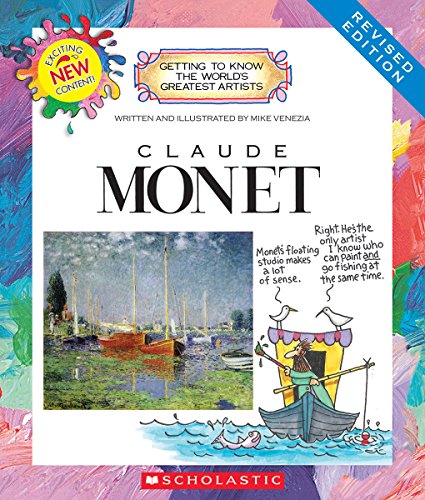 EXCITING
NEW
CONTENT!
GETTING TO KNOW
THE WORLD'S
GREATEST ARTISTS
REVISED
EDITION
WRITTEN AND ILLUSTRATED BY MIKE VENEZIA
CLAUDE
MONET
Monet's floating
studio makes
a lot
of sense.
Right. He's the
only artist
I know who
can paint and
go fishing at
the same time.
SCHOLASTIC